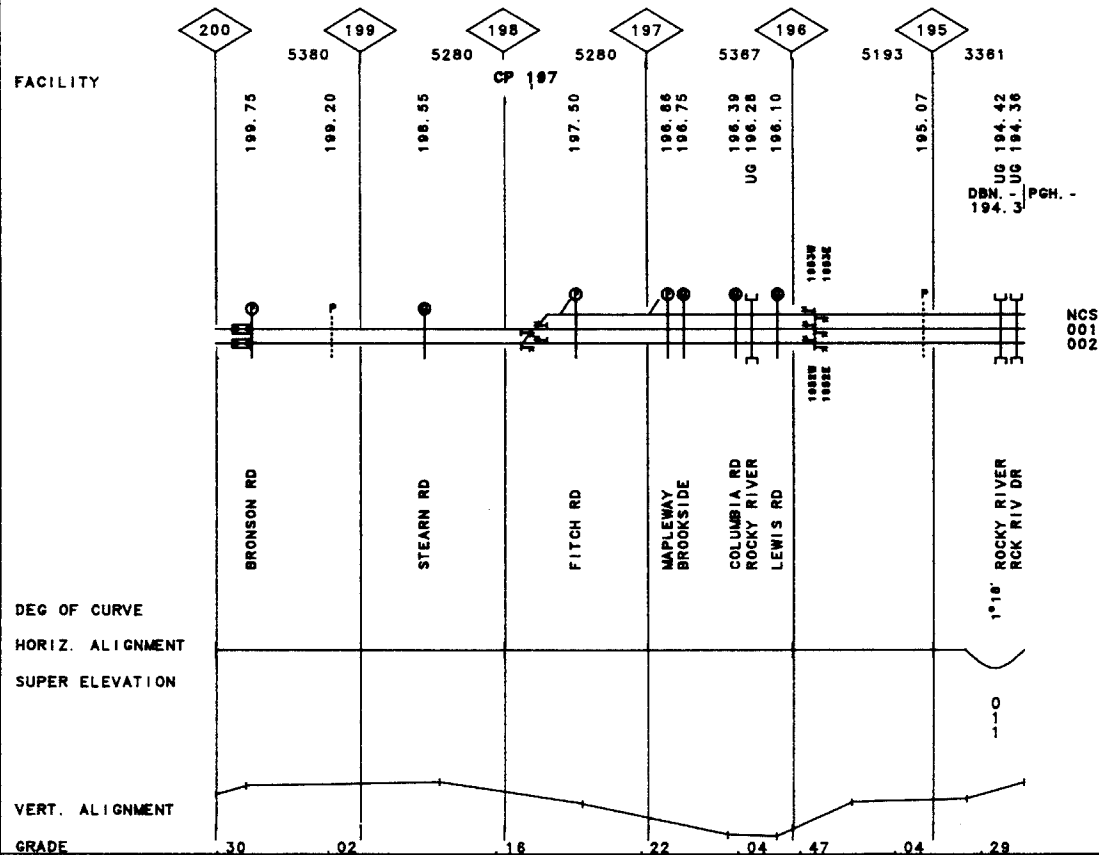 200 199 198 197 196 195
5380 5280 5280 5367 5193 3361
FACILITY
CP 197
199.75
199.20
198.55
197.50
196.86
196.75
196.39
UG 196.28
196.10
195.07
UG 194.42
UG 194.36
DBN. - PGH. -
194.3
P
P
P
P
P
NCS
001
002
BRONSON RD
STEARN RD
FITCH RD
MAPLEWAY
BROOKSIDE
COLUMBIA RD
ROCKY RIVER
LEWIS RD
ROCKY RIVER
RCK RIV DR
DEG OF CURVE
1°18'
HORIZ. ALIGNMENT
SUPER ELEVATION
0
1
1
VERT. ALIGNMENT
GRADE .30 .02 .16 .22 .04 .47 .04 .29